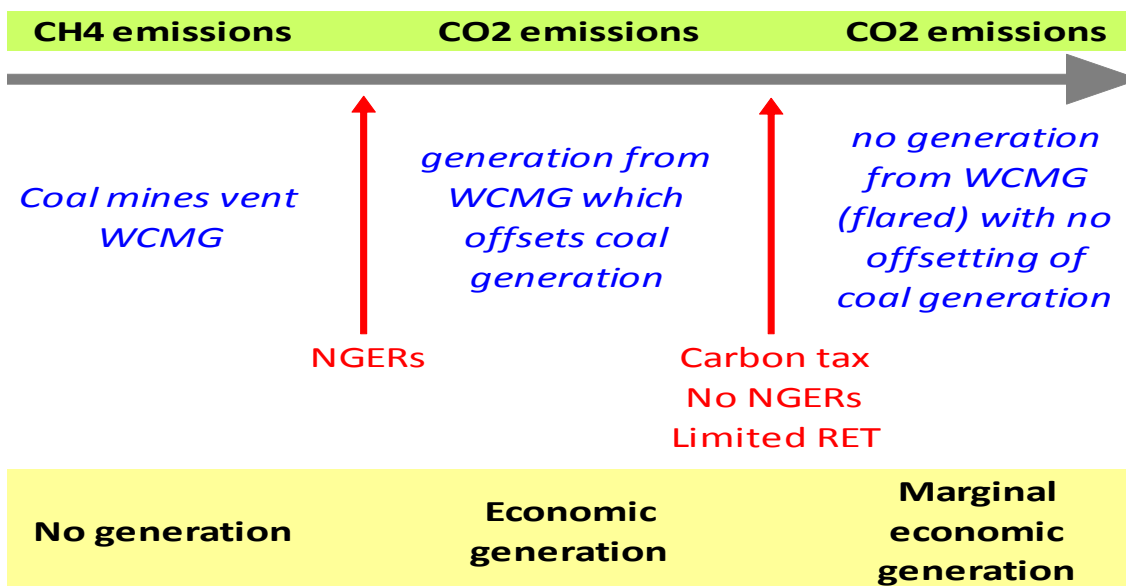 CH4 emissions
CO2 emissions
CO2 emissions
Coal mines vent
WCMG
generation from
WCMG which
offsets coal
generation
no generation
from WCMG
(flared) with no
offsetting of
coal generation
NGERs
Carbon tax
No NGERs
Limited RET
No generation
Economic
generation
Marginal
economic
generation